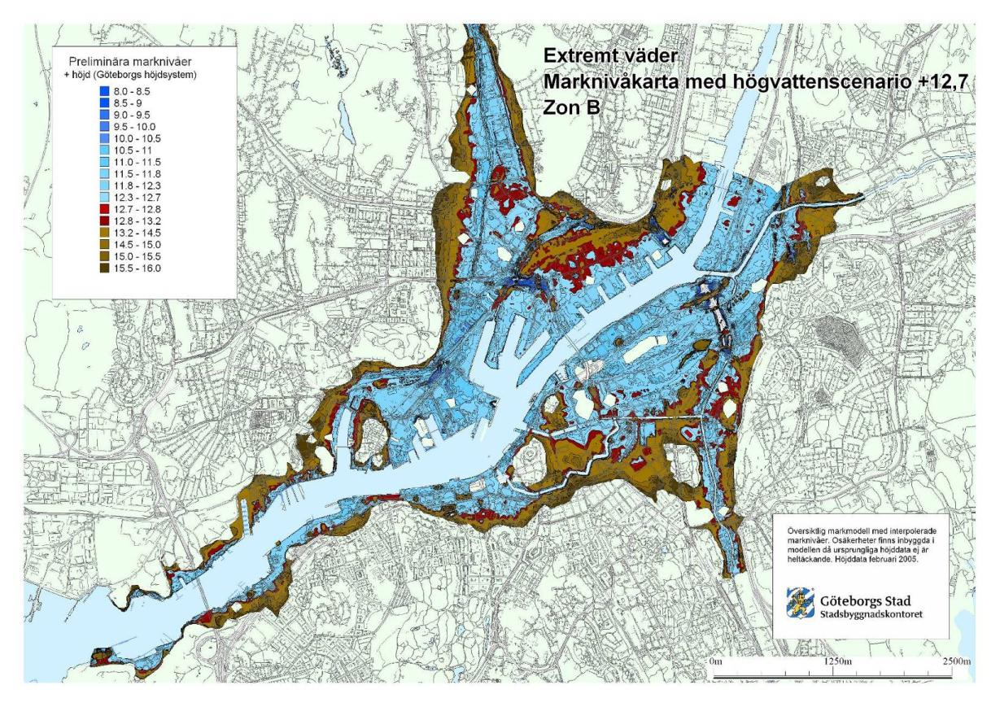 Preliminära marknivåer
+ höjd (Göteborgs höjdsystem)
8.0 - 8.5
8.5 - 9
9.0 - 9.5
9.5 - 10.0
10.0 - 10.5
10.5 - 11
11.0 - 11.5
11.5 - 11.8
11.8 - 12.3
12.3 - 12.7
12.7 - 12.8
12.8 - 13.2
13.2 - 14.5
14.5 - 15.0
15.0 - 15.5
15.5 - 16.0
Extremt väder
Marknivåkarta med högvattenscenario +12,7
Zon B
Översiktlig markmodell med interpolerade
marknivåer. Osäkerheter finns inbyggda i
modellen då ursprungliga höjddata ej är
heltäckande. Höjddata februari 2005.
Göteborgs Stad
Stadsbyggnadskontoret
0m 1250m 2500m